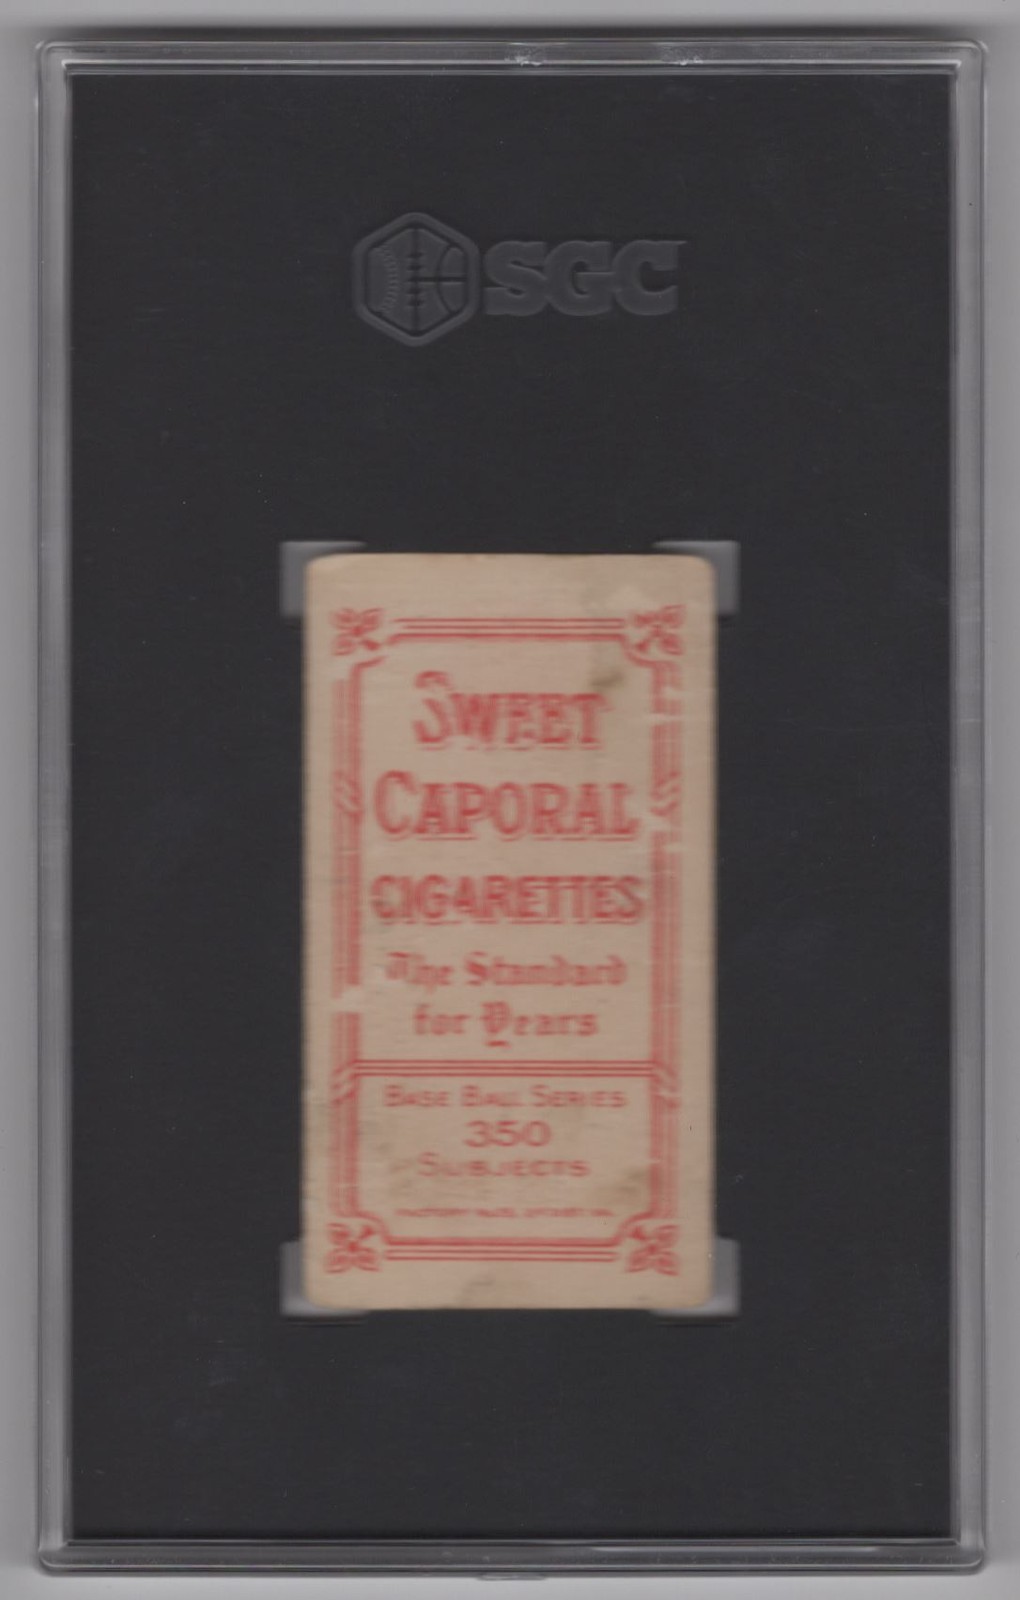 SGC
SWEET
CAPORAL
CIGARETTES
The Standard
for Years
BASE BALL SERIES
350
SUBJECTS